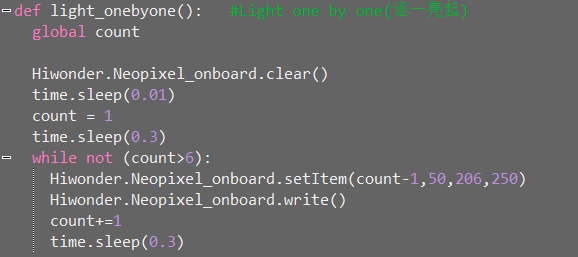 def light_onebyone():   #Light one by one(逐一亮起)
  global count

  Hiwonder.Neopixel_onboard.clear()
  time.sleep(0.01)
  count = 1
  time.sleep(0.3)
  while not (count>6):
    Hiwonder.Neopixel_onboard.setItem(count-1,50,206,250)
    Hiwonder.Neopixel_onboard.write()
    count+=1
    time.sleep(0.3)